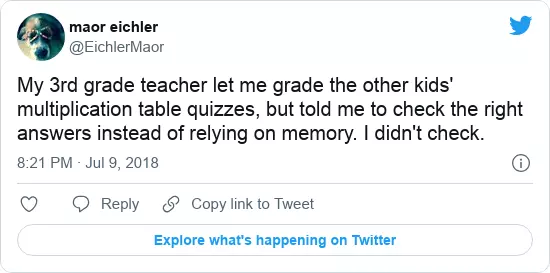 maor eichler
@EichlerMaor
My 3rd grade teacher let me grade the other kids'
multiplication table quizzes, but told me to check the right
answers instead of relying on memory. I didn't check.
8:21 PM · Jul 9, 2018
Reply
Copy link to Tweet
Explore what's happening on Twitter